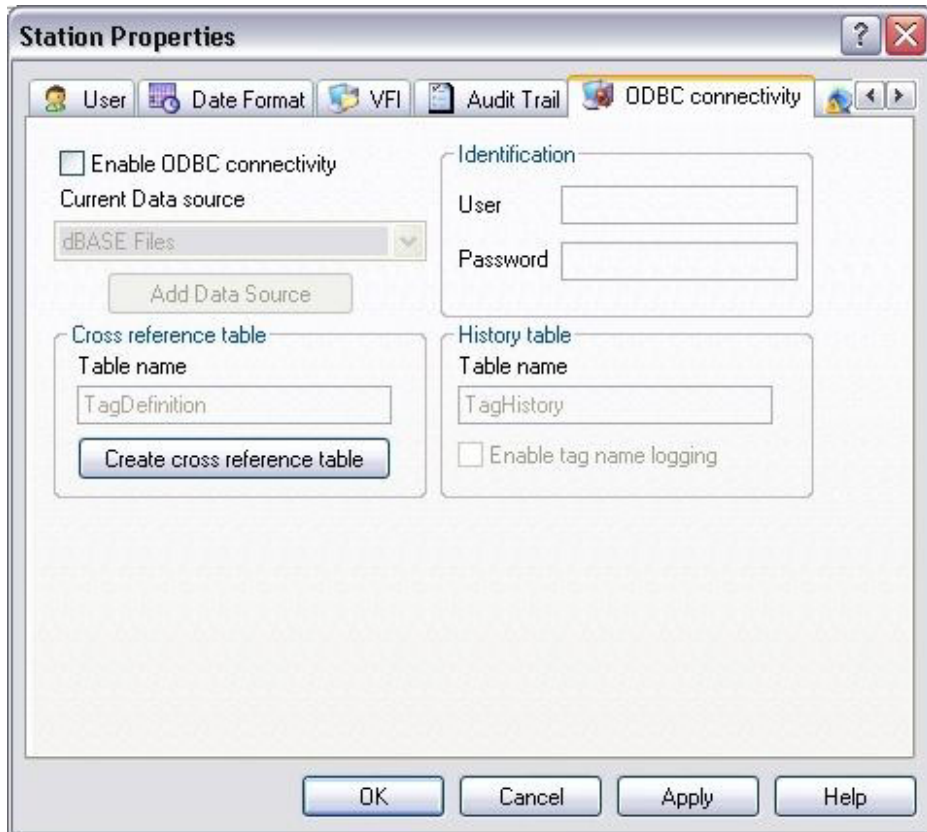 Station Properties
User
Date Format
VFI
Audit Trail
ODBC connectivity
Enable ODBC connectivity
Current Data source
dBASE Files
Add Data Source
Identification
User
Password
Cross reference table
Table name
TagDefinition
Create cross reference table
History table
Table name
TagHistory
Enable tag name logging
OK
Cancel
Apply
Help